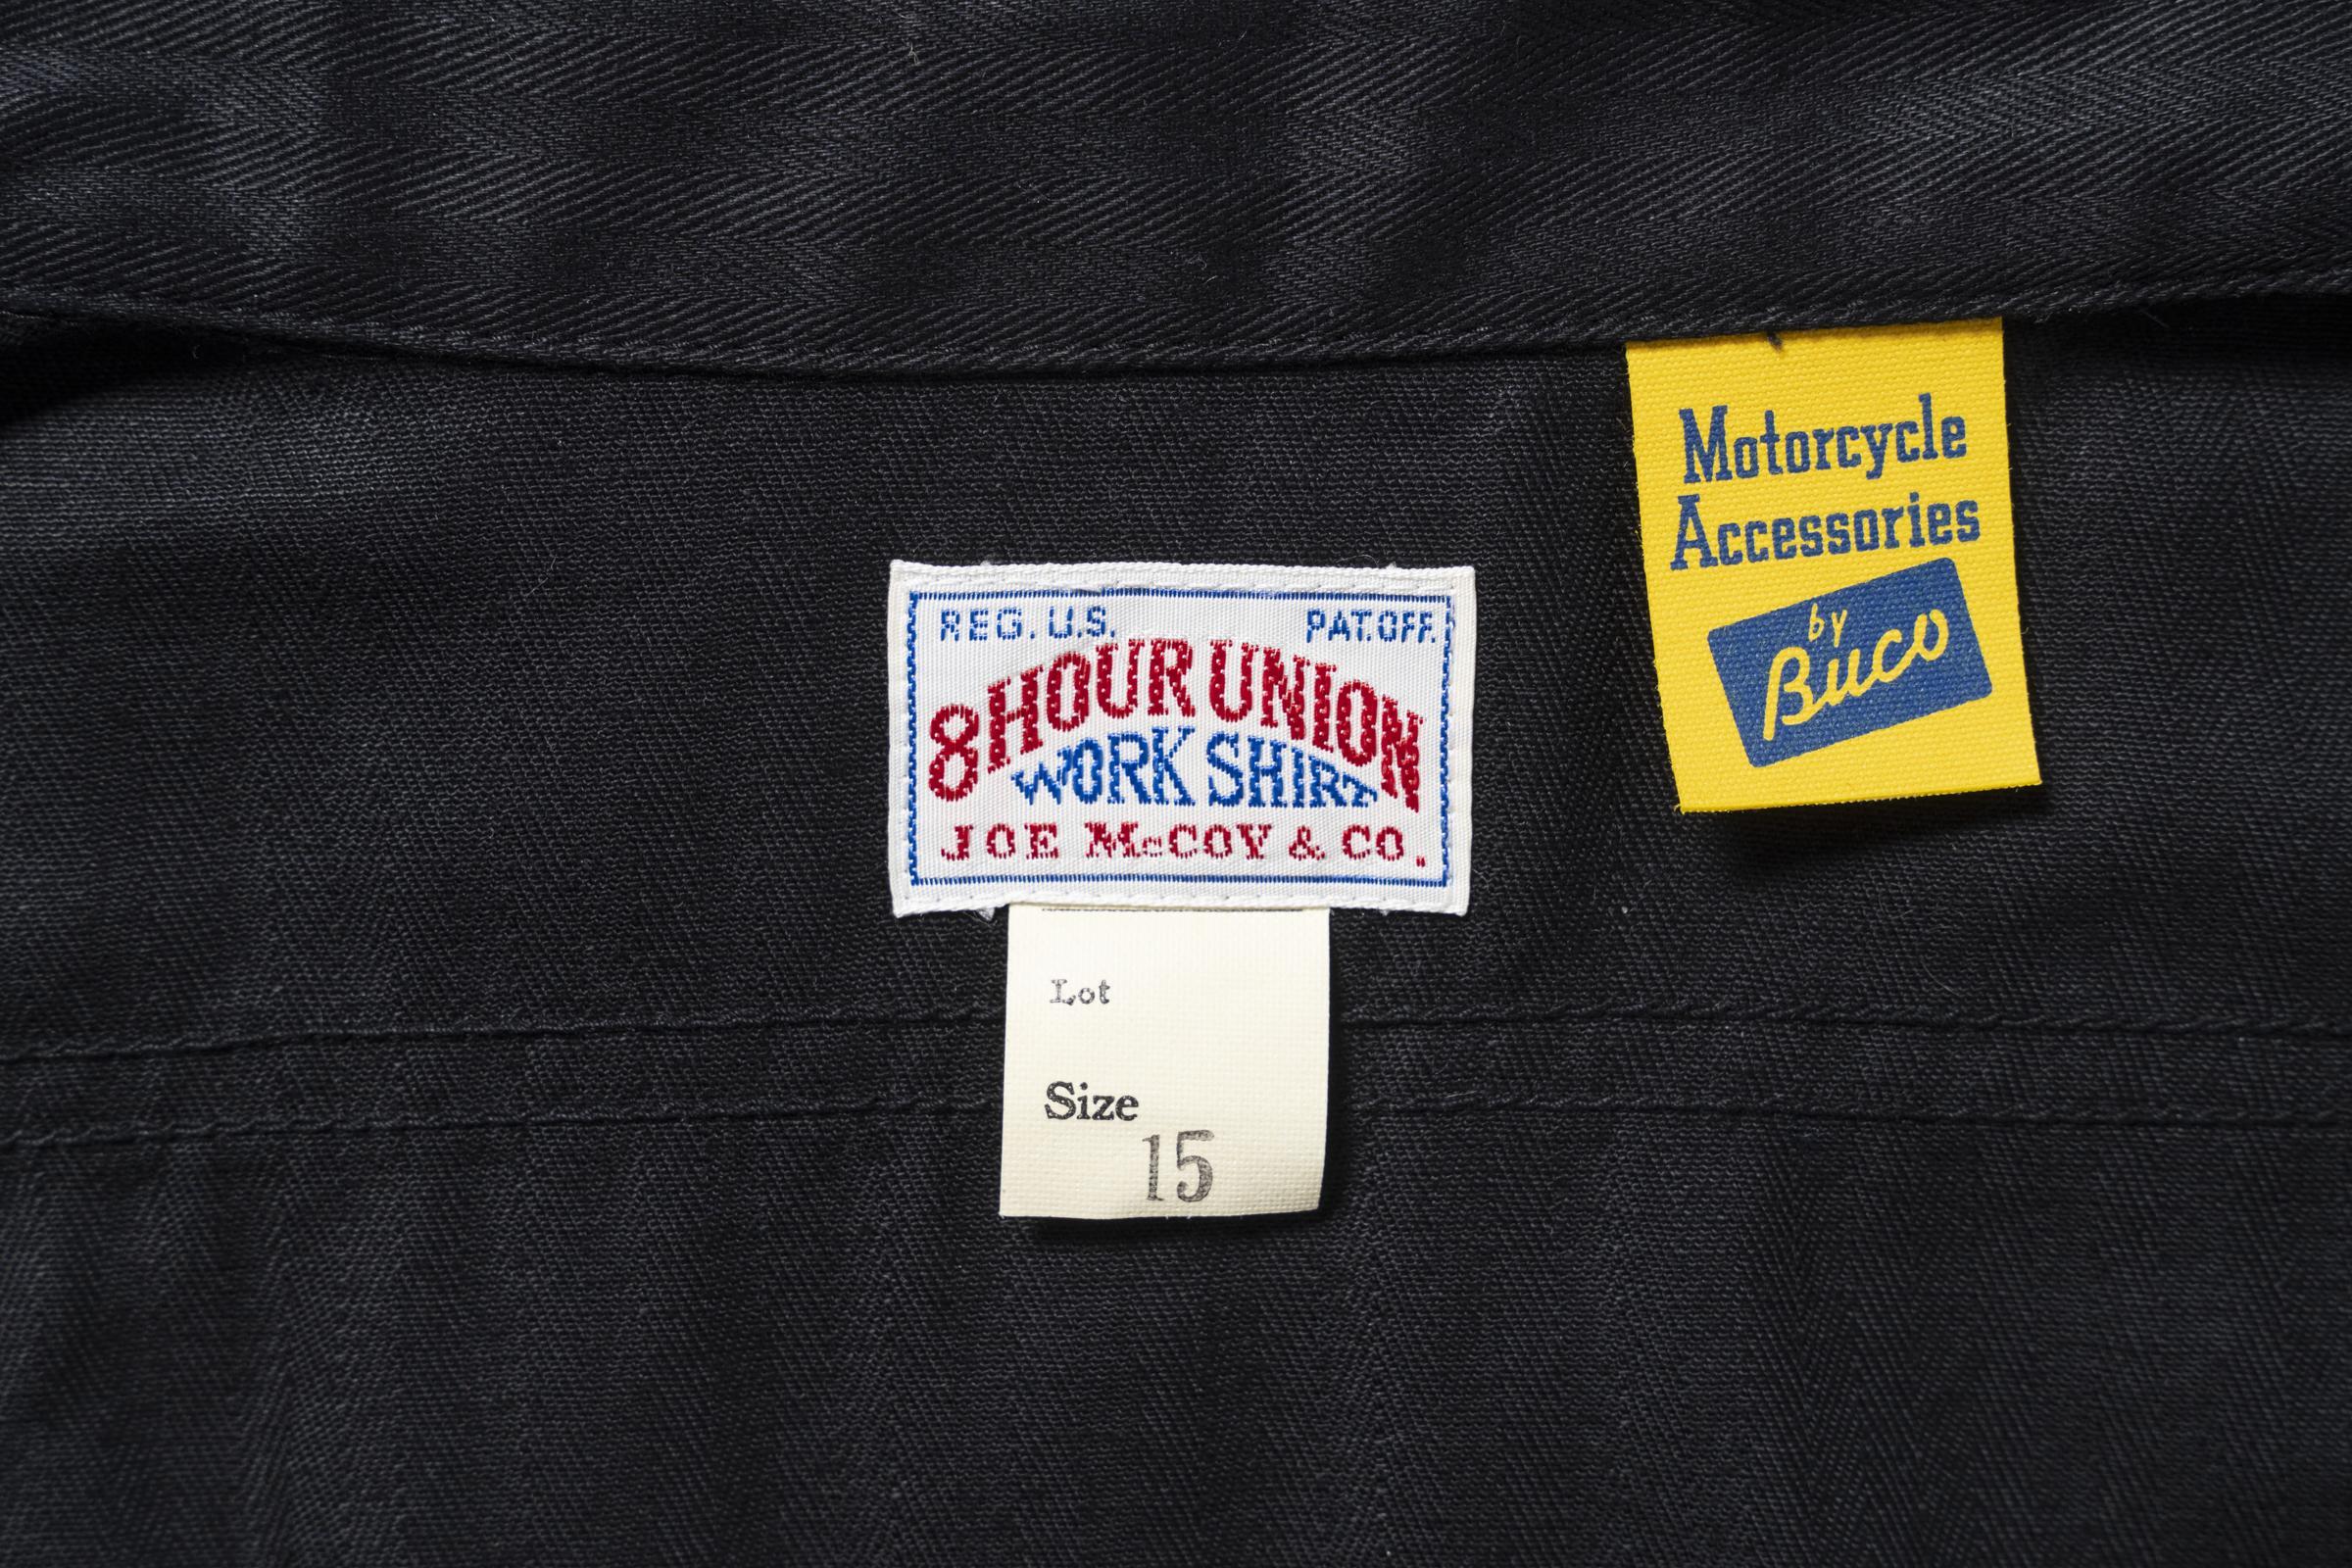 REG. U.S. PAT. OFF.
8 HOUR UNION
WORK SHIRT
JOE McCOY & CO.
Lot
Size
15
Motorcycle
Accessories
by
Buco